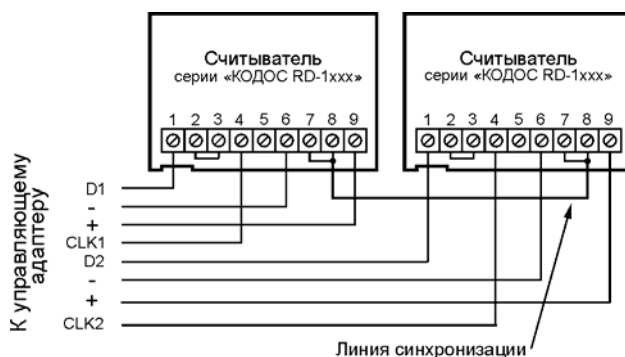 Считыватель
серии «КОДОС RD-1xxx»
1 2 3 4 5 6 7 8 9
Считыватель
серии «КОДОС RD-1xxx»
1 2 3 4 5 6 7 8 9
К управляющему
адаптеру
D1
-
+
CLK1
D2
-
+
CLK2
Линия синхронизации